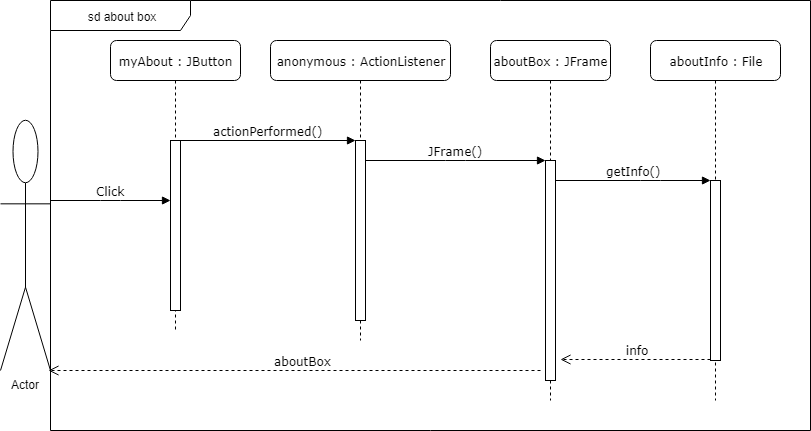 sd about box
myAbout : JButton
anonymous : ActionListener
aboutBox : JFrame
aboutInfo : File
actionPerformed()
JFrame()
getInfo()
Click
info
aboutBox
Actor